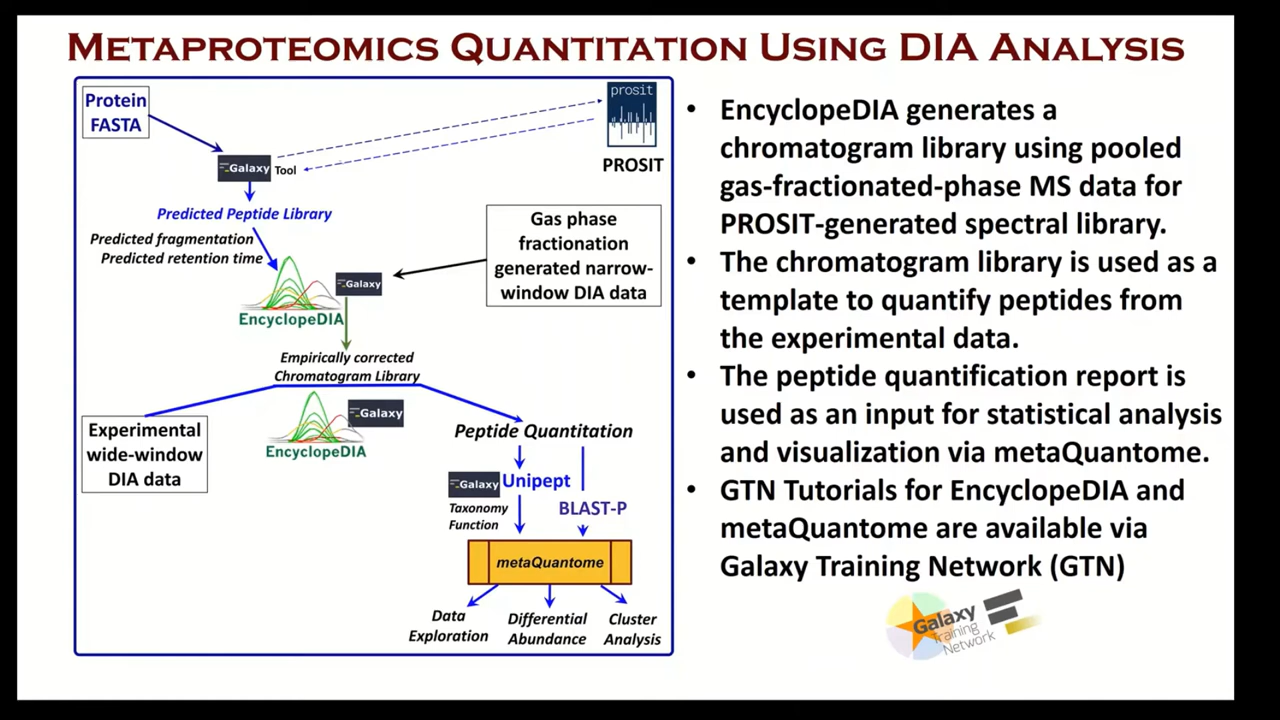 METAPROTEOMICS QUANTITATION USING DIA ANALYSIS
Protein
FASTA
prosit
PROSIT
Galaxy Tool
Predicted Peptide Library
Predicted fragmentation
Predicted retention time
Gas phase
fractionation
generated narrow-
window DIA data
Galaxy
EncyclopeDIA
Empirically corrected
Chromatogram Library
Experimental
wide-window
DIA data
Galaxy
EncyclopeDIA
Peptide Quantitation
Galaxy
Unipept
Taxonomy
Function
BLAST-P
metaQuantome
Data
Exploration
Differential
Abundance
Cluster
Analysis
• EncyclopeDIA generates a
chromatogram library using pooled
gas-fractionated-phase MS data for
PROSIT-generated spectral library.
• The chromatogram library is used as a
template to quantify peptides from
the experimental data.
• The peptide quantification report is
used as an input for statistical analysis
and visualization via metaQuantome.
• GTN Tutorials for EncyclopeDIA and
metaQuantome are available via
Galaxy Training Network (GTN)
Galaxy
Training
Network